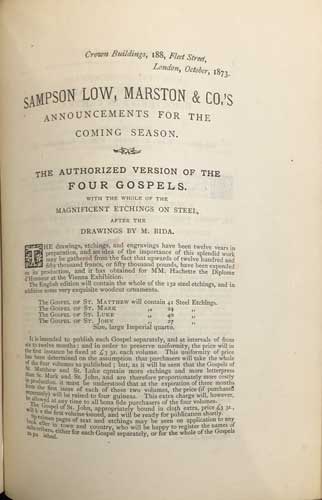 Crown Buildings, 188, Fleet Street,
London, October, 1873.
SAMPSON LOW, MARSTON & CO.'S
ANNOUNCEMENTS FOR THE
COMING SEASON.
THE AUTHORIZED VERSION OF THE
FOUR GOSPELS.
WITH THE WHOLE OF THE
MAGNIFICENT ETCHINGS ON STEEL,
AFTER THE
DRAWINGS BY M. BIDA.
THE drawings, etchings, and engravings have been twelve years in
preparation, and an idea of the importance of this splendid work
may be gathered from the fact that upwards of twelve hundred and
fifty thousand francs, or fifty thousand pounds, have been expended
on its production, and it has obtained for MM. Hachette the Diplome
d'Honneur at the Vienna Exhibition.
The English edition will contain the whole of the 132 steel etchings, and in
addition some very exquisite woodcut ornaments.
The GOSPEL OF ST. MATTHEW will contain 41 Steel Etchings.
The GOSPEL OF ST. MARK " 24 "
The GOSPEL OF ST. LUKE " 40 "
The GOSPEL OF ST. JOHN " 27 "
Size, large Imperial quarto.
It is intended to publish each Gospel separately, and at intervals of from
six to twelve months; and in order to preserve uniformity, the price will in
the first instance be fixed at £3 3s. each volume. This uniformity of price
has been determined on the assumption that purchasers will take the whole
of the four volumes as published; but, as it will be seen that the Gospels of
St. Matthew and St. Luke contain more etchings and more letterpress
than St. Mark and St. John, and are therefore proportionately more costly
in production, it must be understood that at the expiration of three months
from the first issue of each of these two volumes, the price (if purchased
separately) will be raised to four guineas. This extra charge will, however,
be allowed at any time to all bona fide purchasers of the four volumes.
The Gospel of St. John, appropriately bound in cloth extra, price £3 3s.,
will be the first volume issued, and will be ready for publication shortly.
Specimen pages of text and etchings may be seen on application to any
bookseller in town and country, who will be happy to register the names of
subscribers, either for each Gospel separately, or for the whole of the Gospels
as published.